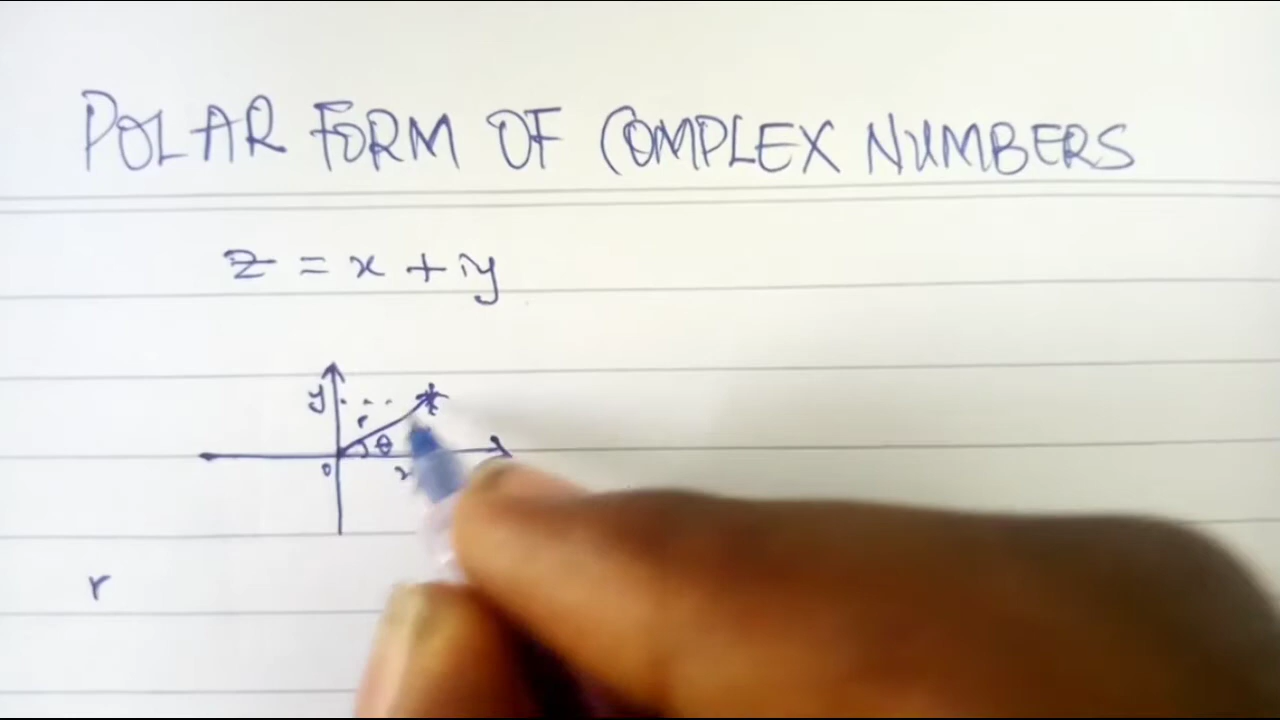 POLAR FORM OF COMPLEX NUMBERS
z = x + iy
y
r
θ
0
x
r